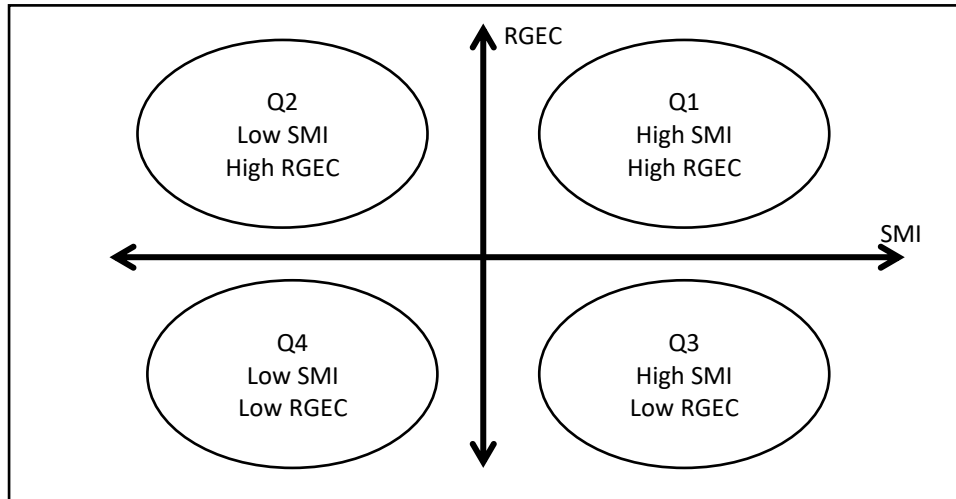 RGEC
Q2
Low SMI
High RGEC
Q1
High SMI
High RGEC
SMI
Q4
Low SMI
Low RGEC
Q3
High SMI
Low RGEC